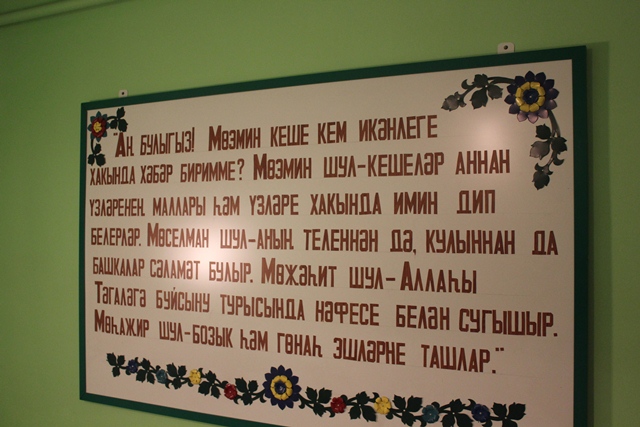 "Аң булыгыз! Мөэмин кеше кем икәнлеге
хакында хәбәр биримме? Мөэмин шул-кешеләр аннан
үзләренең маллары һәм үзләре хакында имин дип
белерләр. Мөселман шул-аның теленнән дә, кулыннан да
башкалар сәламәт булыр. Мөҗәһит шул-Аллаһы
Тәгаләгә буйсыну турысында нәфесе белән сугышыр.
Мөһаҗир шул-бозык һәм гөнаһ эшләрне ташлар."